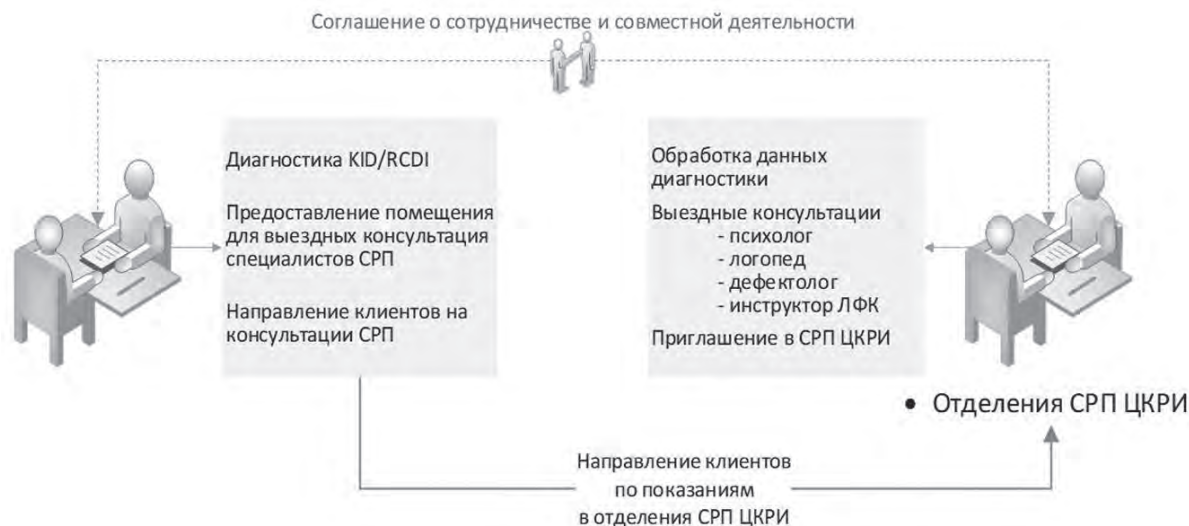 Соглашение о сотрудничестве и совместной деятельности
Диагностика KID/RCDI
Предоставление помещения
для выездных консультация
специалистов СРП
Направление клиентов на
консультации СРП
Обработка данных
диагностики
Выездные консультации
- психолог
- логопед
- дефектолог
- инструктор ЛФК
Приглашение в СРП ЦКРИ
• Отделения СРП ЦКРИ
Направление клиентов
по показаниям
в отделения СРП ЦКРИ